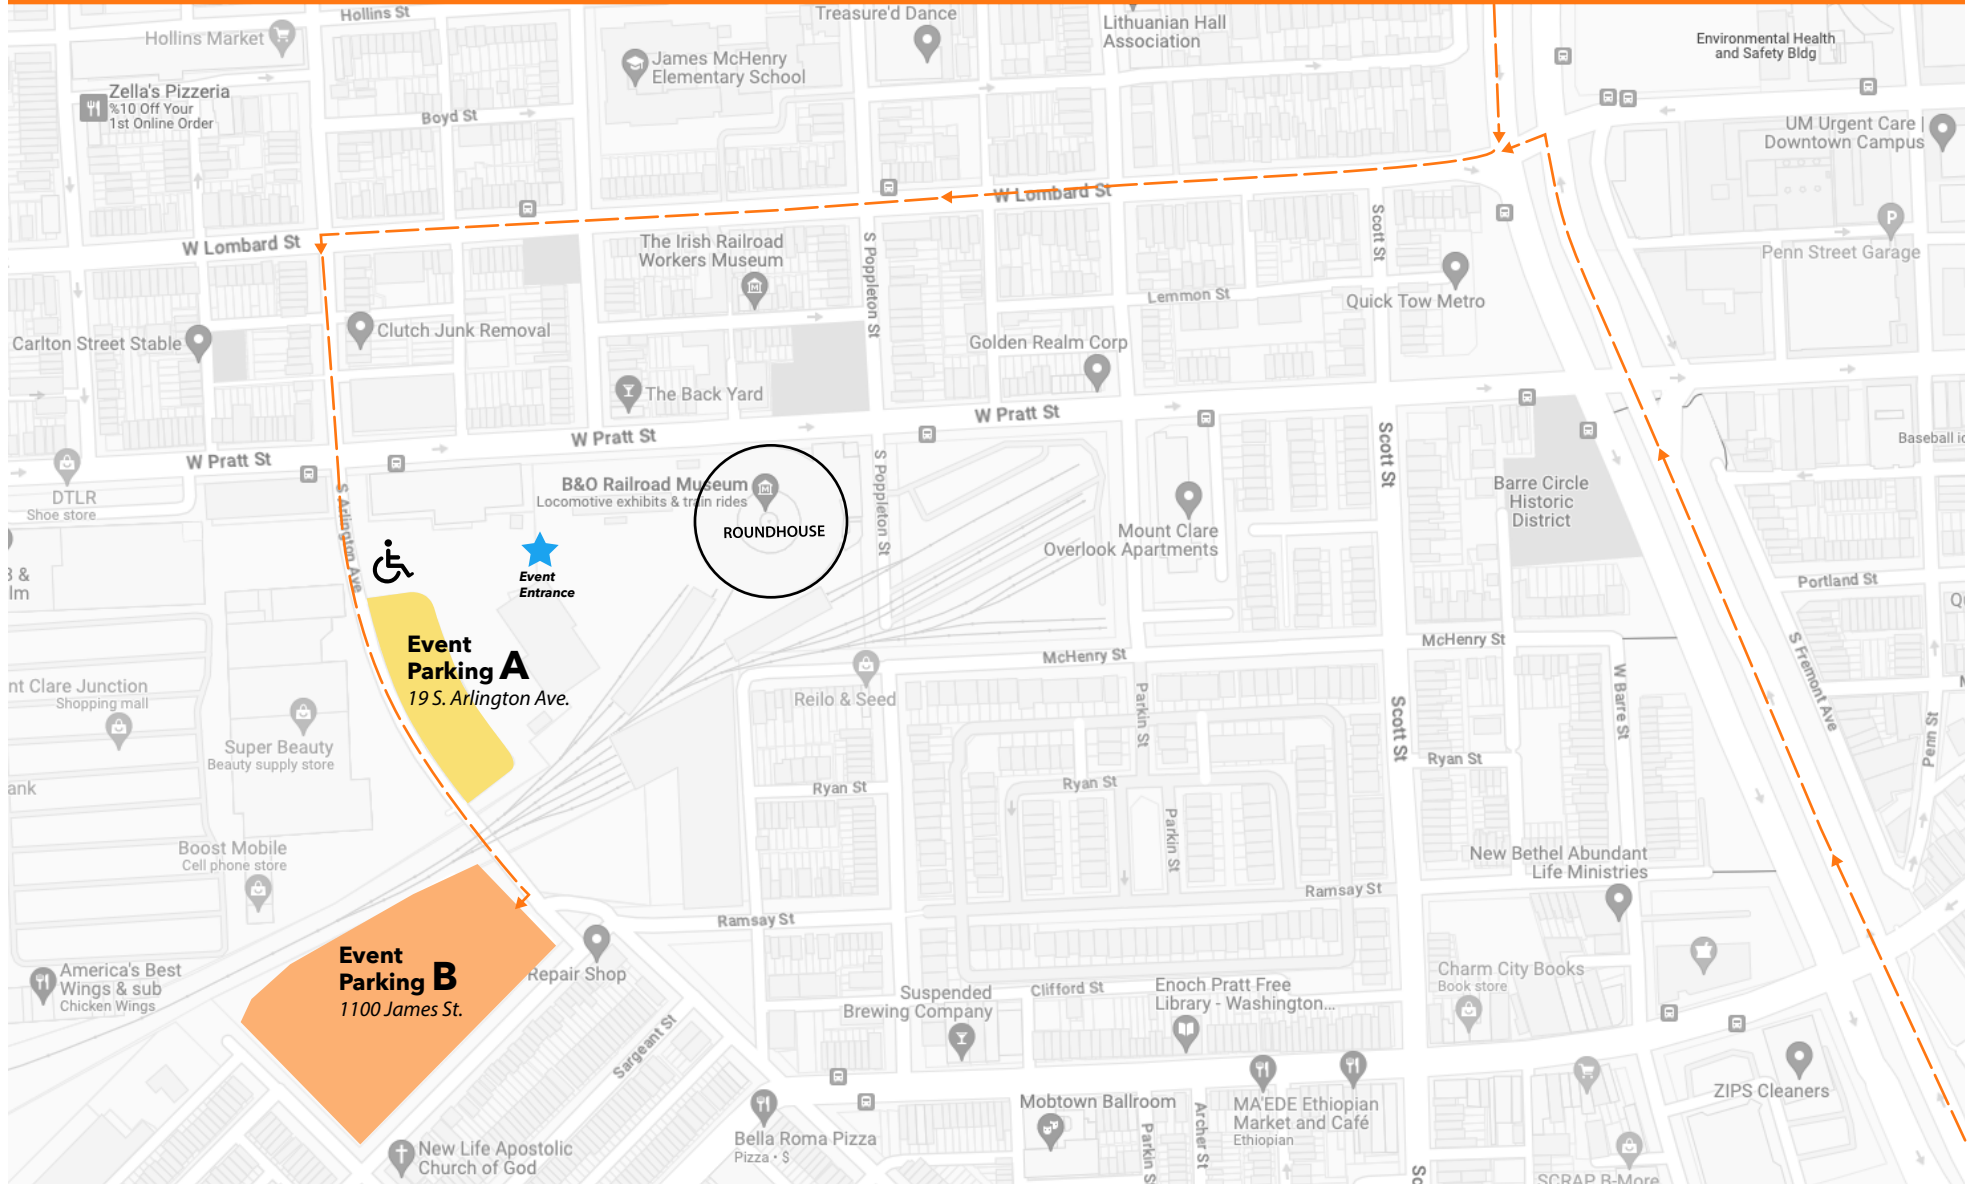 Hollins St
Hollins Market
Treasure'd Dance
Lithuanian Hall
Association
Environmental Health
and Safety Bldg
James McHenry
Elementary School
Zella's Pizzeria
%10 Off Your
1st Online Order
Boyd St
UM Urgent Care |
Downtown Campus
W Lombard St
W Lombard St
Scott St
P
Penn Street Garage
The Irish Railroad
Workers Museum
S Poppleton St
Lemmon St
Quick Tow Metro
Carlton Street Stable
Clutch Junk Removal
Golden Realm Corp
The Back Yard
W Pratt St
W Pratt St
W Pratt St
Scott St
Baseball ic
DTLR
Shoe store
S Arlington Ave
B&O Railroad Museum
Locomotive exhibits & train rides
ROUNDHOUSE
S Poppleton St
Mount Clare
Overlook Apartments
Barre Circle
Historic
District
Event
Entrance
&
lm
Portland St
Event
Parking A
19 S. Arlington Ave.
McHenry St
McHenry St
S Fremont Ave
W Barre St
Penn St
nt Clare Junction
Shopping mall
Reilo & Seed
Parkin St
Scott St
Super Beauty
Beauty supply store
Ryan St
Ryan St
Ryan St
ank
Parkin St
Boost Mobile
Cell phone store
New Bethel Abundant
Life Ministries
Ramsay St
Ramsay St
Event
Parking B
1100 James St.
Repair Shop
America's Best
Wings & sub
Chicken Wings
Charm City Books
Book store
Suspended
Brewing Company
Clifford St
Enoch Pratt Free
Library - Washington...
Sargeant St
ZIPS Cleaners
Mobtown Ballroom
MA'EDE Ethiopian
Market and Café
Ethiopian
Archer St
Parkin S
Bella Roma Pizza
Pizza • $
New Life Apostolic
Church of God
Sc
SCRAP B-More